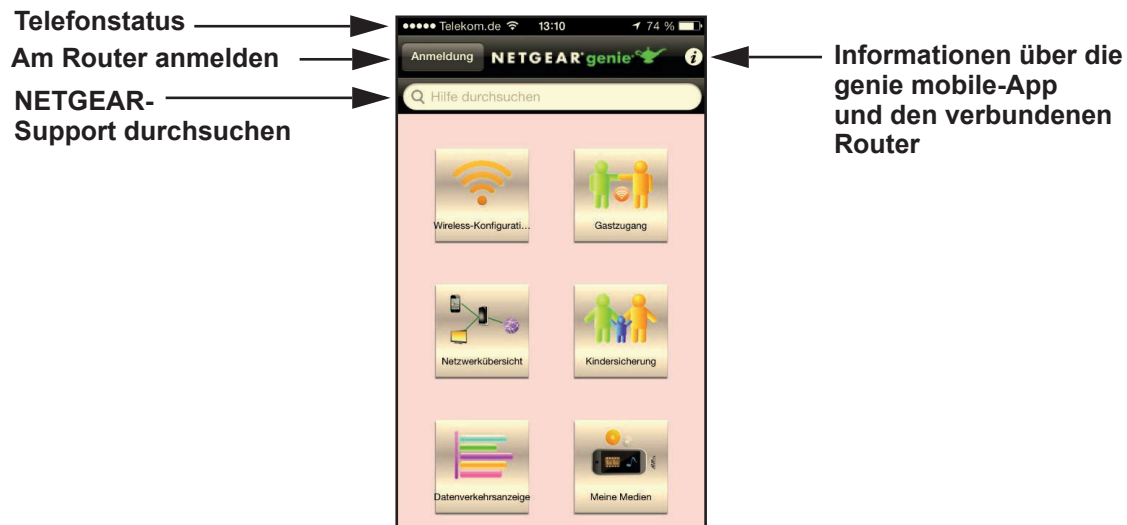 Telefonstatus
Am Router anmelden
NETGEAR-
Support durchsuchen
Telekom.de 13:10 74 %
Anmeldung NETGEAR® genie®
Hilfe durchsuchen
Wireless-Konfigurati...
Gastzugang
Netzwerkübersicht
Kindersicherung
Datenverkehrsanzeige
Meine Medien
Informationen über die
genie mobile-App
und den verbundenen
Router